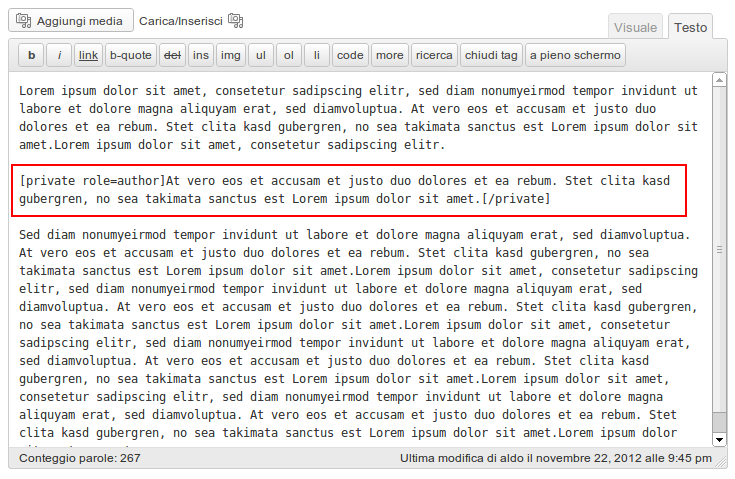 Aggiungi media Carica/Inserisci
Visuale Testo
b i link b-quote del ins img ul ol li code more ricerca chiudi tag a pieno schermo
Lorem ipsum dolor sit amet, consetetur sadipscing elitr, sed diam nonumyeirmod tempor invidunt ut
labore et dolore magna aliquyam erat, sed diamvoluptua. At vero eos et accusam et justo duo
dolores et ea rebum. Stet clita kasd gubergren, no sea takimata sanctus est Lorem ipsum dolor sit
amet.Lorem ipsum dolor sit amet, consetetur sadipscing elitr.
[private role=author]At vero eos et accusam et justo duo dolores et ea rebum. Stet clita kasd
gubergren, no sea takimata sanctus est Lorem ipsum dolor sit amet.[/private]
Sed diam nonumyeirmod tempor invidunt ut labore et dolore magna aliquyam erat, sed diamvoluptua.
At vero eos et accusam et justo duo dolores et ea rebum. Stet clita kasd gubergren, no sea
takimata sanctus est Lorem ipsum dolor sit amet.Lorem ipsum dolor sit amet, consetetur sadipscing
elitr, sed diam nonumyeirmod tempor invidunt ut labore et dolore magna aliquyam erat, sed
diamvoluptua. At vero eos et accusam et justo duo dolores et ea rebum. Stet clita kasd gubergren,
no sea takimata sanctus est Lorem ipsum dolor sit amet.Lorem ipsum dolor sit amet, consetetur
sadipscing elitr, sed diam nonumyeirmod tempor invidunt ut labore et dolore magna aliquyam erat,
sed diamvoluptua. At vero eos et accusam et justo duo dolores et ea rebum. Stet clita kasd
gubergren, no sea takimata sanctus est Lorem ipsum dolor sit amet.Lorem ipsum dolor sit amet,
consetetur sadipscing elitr, sed diam nonumyeirmod tempor invidunt ut labore et dolore magna
aliquyam erat, sed diamvoluptua. At vero eos et accusam et justo duo dolores et ea rebum. Stet
clita kasd gubergren, no sea takimata sanctus est Lorem ipsum dolor sit amet.Lorem ipsum dolor
Conteggio parole: 267 Ultima modifica di aldo il novembre 22, 2012 alle 9:45 pm